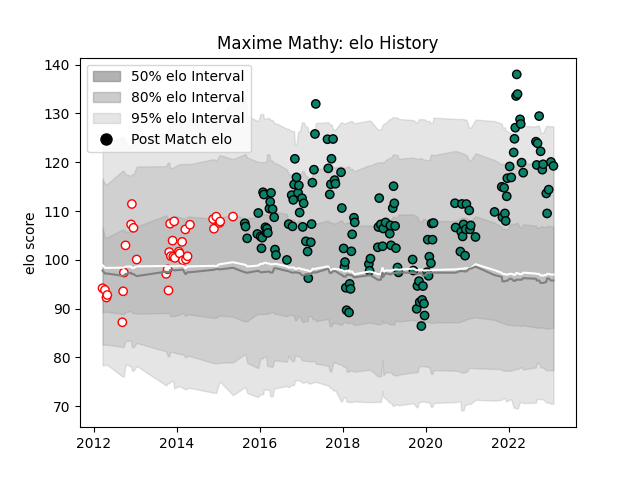 Maxime Mathy: elo History
50% elo Interval
80% elo Interval
95% elo Interval
Post Match elo
elo score
140
130
120
110
100
90
80
70
2012
2014
2016
2018
2020
2022